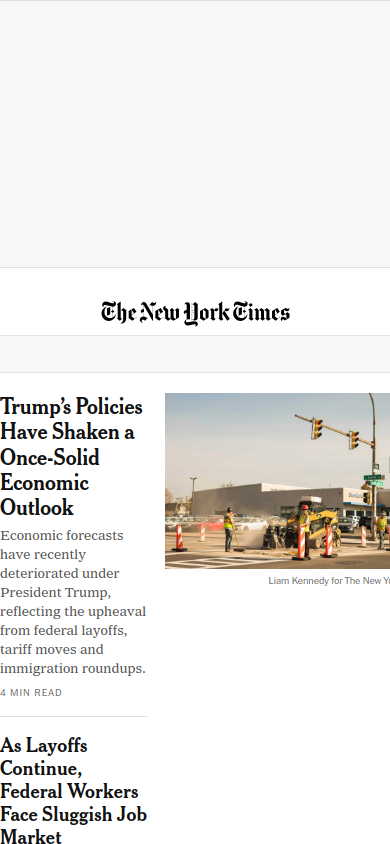 The New York Times
Trump's Policies
Have Shaken a
Once-Solid
Economic
Outlook
Economic forecasts
have recently
deteriorated under
President Trump,
reflecting the upheaval
from federal layoffs,
tariff moves and
immigration roundups.
4 MIN READ
Liam Kennedy for The New Yo
As Layoffs
Continue,
Federal Workers
Face Sluggish Job
Market